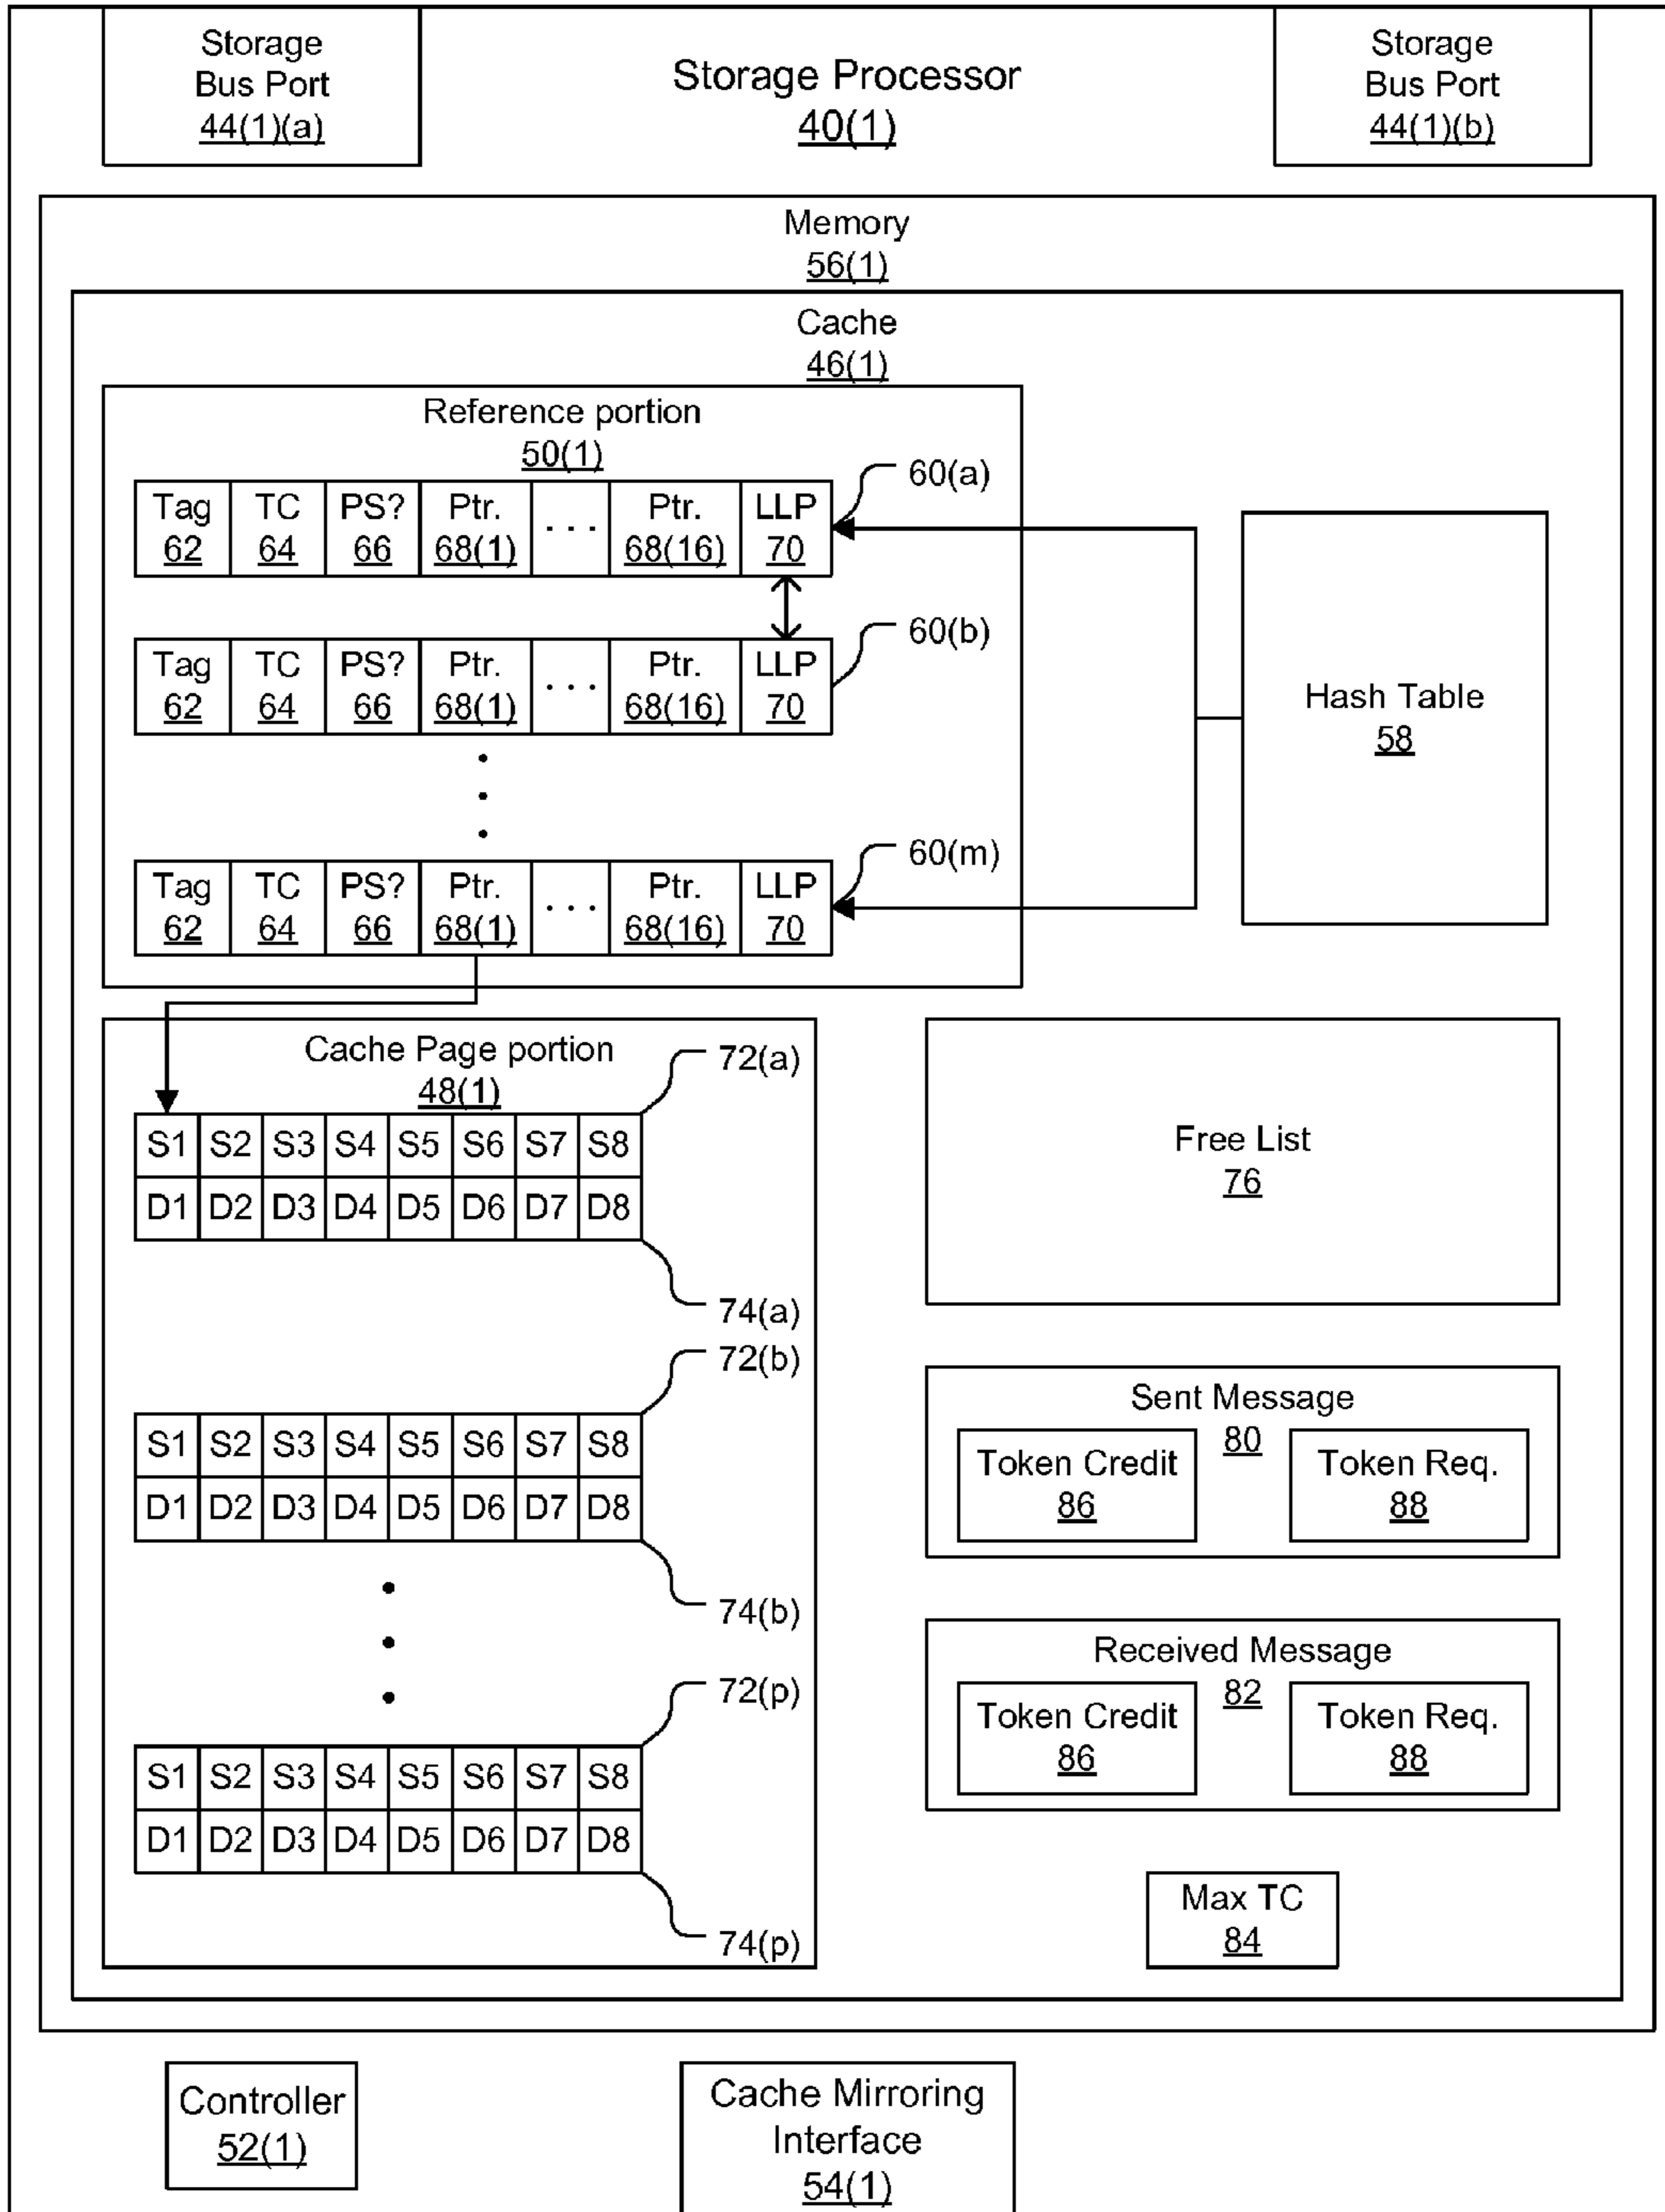 Storage
Bus Port
44(1)(a)
Storage Processor
40(1)
Storage
Bus Port
44(1)(b)
Memory
56(1)
Cache
46(1)
Reference portion
50(1)
60(a)
Tag TC PS? Ptr. . . . Ptr. LLP
62 64 66 68(1) 68(16) 70
60(b)
Tag TC PS? Ptr. . . . Ptr. LLP
62 64 66 68(1) 68(16) 70
60(m)
Tag TC PS? Ptr. . . . Ptr. LLP
62 64 66 68(1) 68(16) 70
Hash Table
58
Cache Page portion
48(1)
72(a)
S1 S2 S3 S4 S5 S6 S7 S8
D1 D2 D3 D4 D5 D6 D7 D8
74(a)
72(b)
S1 S2 S3 S4 S5 S6 S7 S8
D1 D2 D3 D4 D5 D6 D7 D8
74(b)
72(p)
S1 S2 S3 S4 S5 S6 S7 S8
D1 D2 D3 D4 D5 D6 D7 D8
74(p)
Free List
76
Sent Message
80
Token Credit
86
Token Req.
88
Received Message
82
Token Credit
86
Token Req.
88
Max TC
84
Controller
52(1)
Cache Mirroring
Interface
54(1)